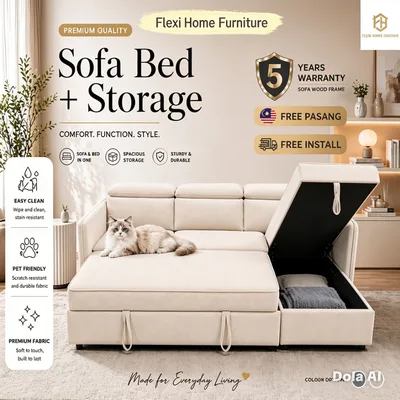 Flexi Home Furniture
FLEXI HOME
PREMIUM QUALITY
Sofa Bed
+ Storage
COMFORT. FUNCTION. STYLE.
SOFA & BED
IN ONE
SPACIOUS
STORAGE
STURDY &
DURABLE
5
YEARS
WARRANTY
SOFA WOOD FRAME
FREE PASANG
FREE INSTALL
EASY CLEAN
Wipe and clean,
stain-resistant
PET FRIENDLY
Scratch-resistant
and durable fabric
PREMIUM FABRIC
Soft to touch,
built to last
Made for Everyday Living
COLOUR
Dola AI